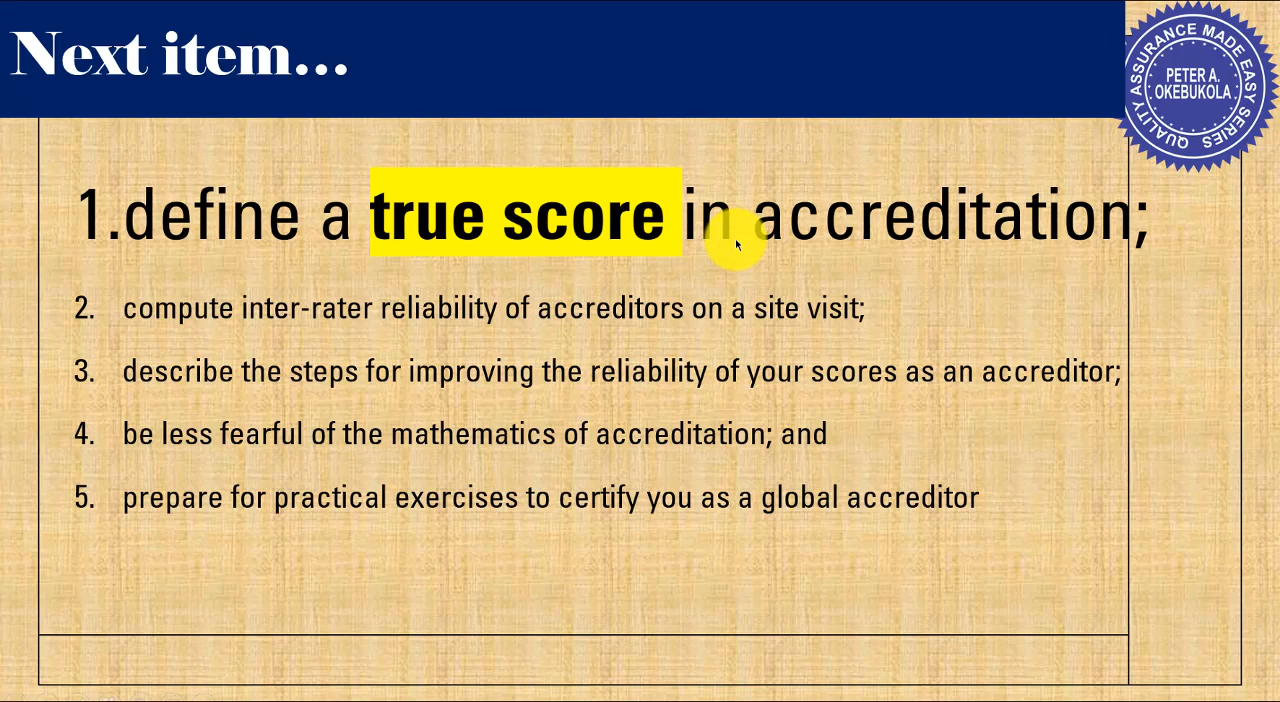 Next item...
QUALITY ASSURANCE MADE EASY SERIES
PETER A.
OKEBUKOLA
1.define a true score in accreditation;
2. compute inter-rater reliability of accreditors on a site visit;
3. describe the steps for improving the reliability of your scores as an accreditor;
4. be less fearful of the mathematics of accreditation; and
5. prepare for practical exercises to certify you as a global accreditor